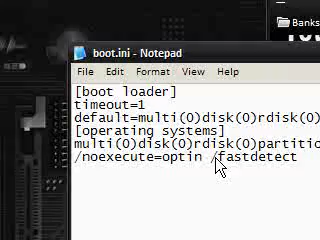 Banks
boot.ini - Notepad
File Edit Format View Help
[boot loader]
timeout=1
default=multi(0)disk(0)rdisk(0)
[operating systems]
multi(0)disk(0)rdisk(0)partitio
/noexecute=optin /fastdetect